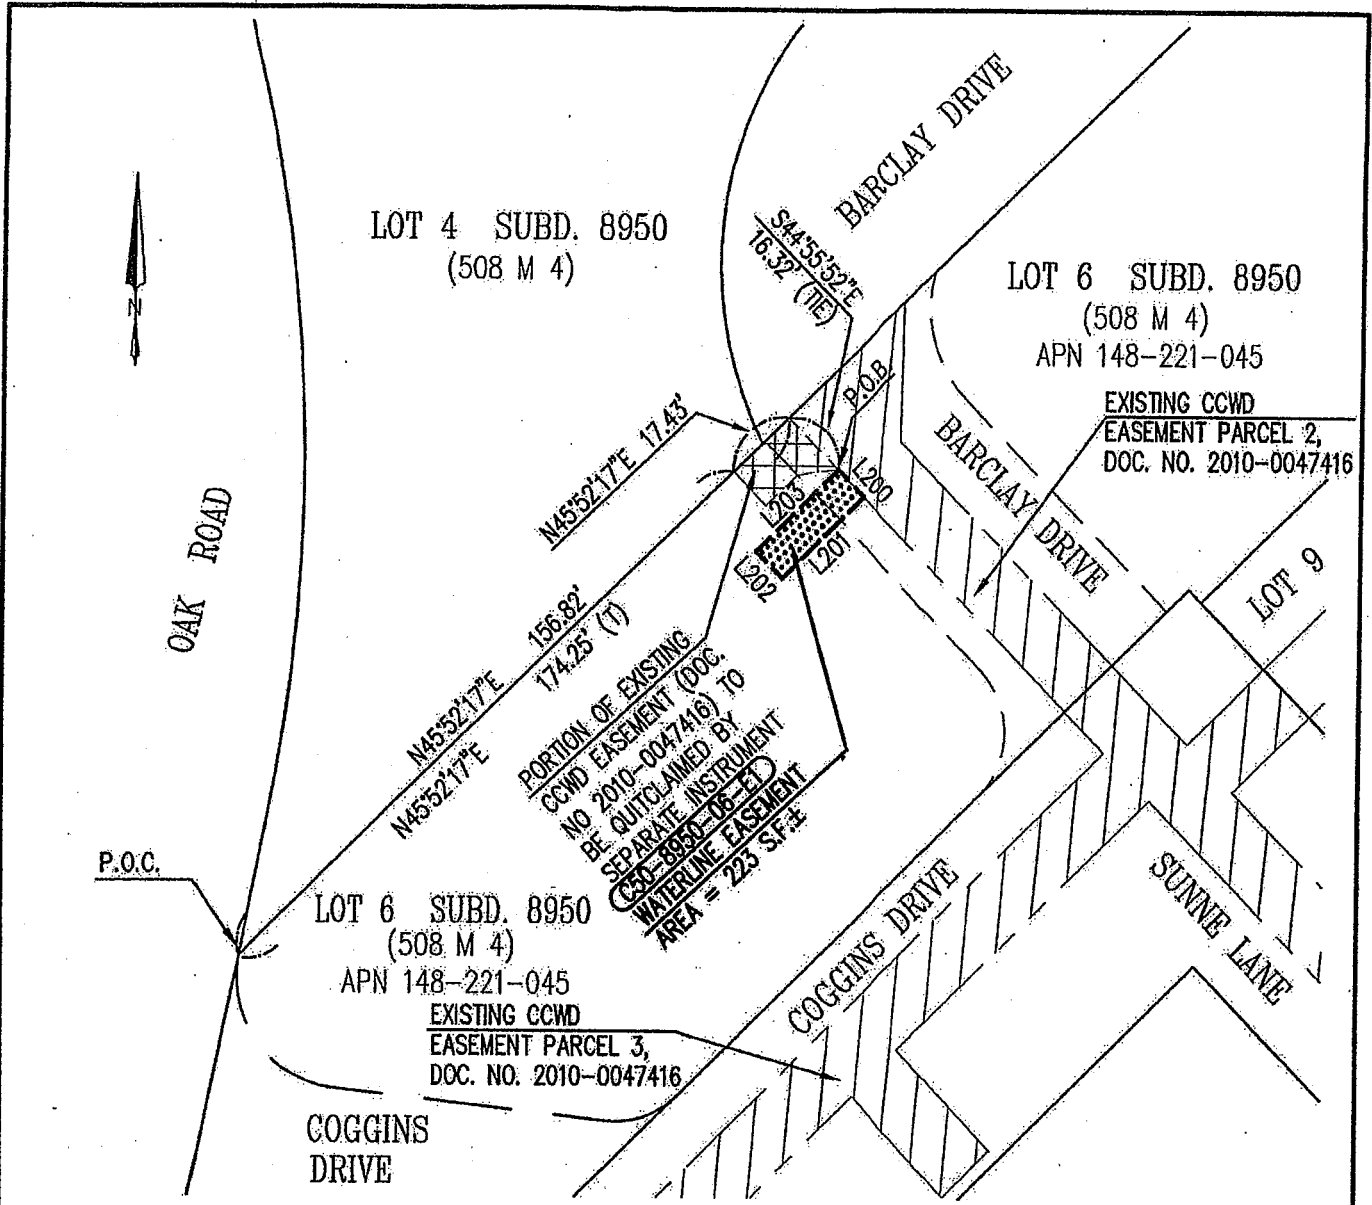 BARCLAY DRIVE
LOT 4 SUBD. 8950
(508 M 4)
S44°55'52"E
16.32' (TIE)
N
LOT 6 SUBD. 8950
(508 M 4)
APN 148-221-045
P.O.B.
EXISTING CCWD
EASEMENT PARCEL 2,
DOC. NO. 2010-0047416
N45°52'17"E 17.43'
BARCLAY DRIVE
L200
L203
L201
L202
OAK ROAD
LOT 9
N45°52'17"E 156.82'
N45°52'17"E 174.25' (T)
PORTION OF EXISTING
CCWD EASEMENT (DOC.
NO 2010-0047416) TO
BE QUITCLAIMED BY
SEPARATE INSTRUMENT
C50-8950-06-E1
WATERLINE EASEMENT
AREA = 223 S.F.±
P.O.C.
LOT 6 SUBD. 8950
(508 M 4)
APN 148-221-045
EXISTING CCWD
EASEMENT PARCEL 3,
DOC. NO. 2010-0047416
COGGINS DRIVE
SUNNE LANE
COGGINS
DRIVE